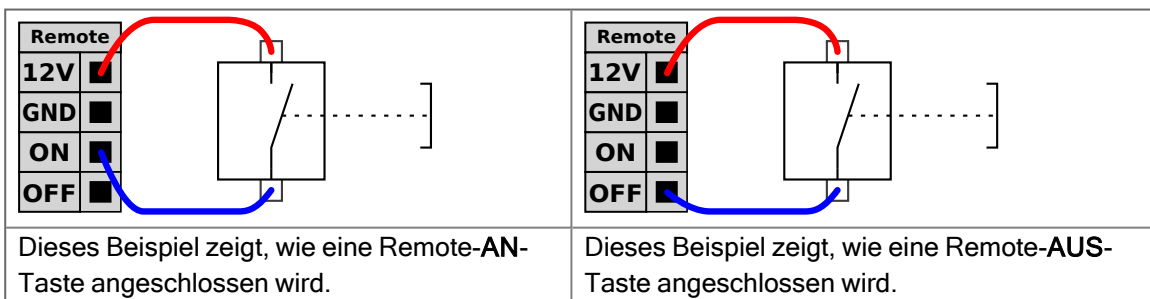 Remote
12V
GND
ON
OFF
Dieses Beispiel zeigt, wie eine Remote-AN-
Taste angeschlossen wird.
Remote
12V
GND
ON
OFF
Dieses Beispiel zeigt, wie eine Remote-AUS-
Taste angeschlossen wird.